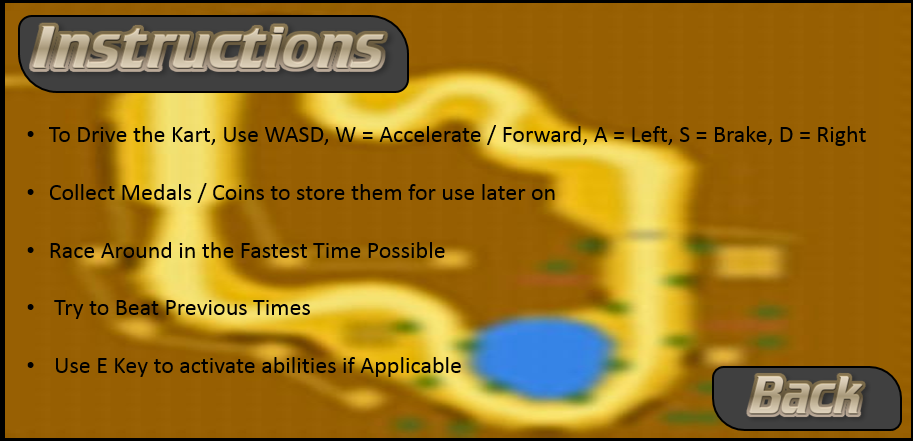 Instructions
• To Drive the Kart, Use WASD, W = Accelerate / Forward, A = Left, S = Brake, D = Right
• Collect Medals / Coins to store them for use later on
• Race Around in the Fastest Time Possible
• Try to Beat Previous Times
• Use E Key to activate abilities if Applicable
Back